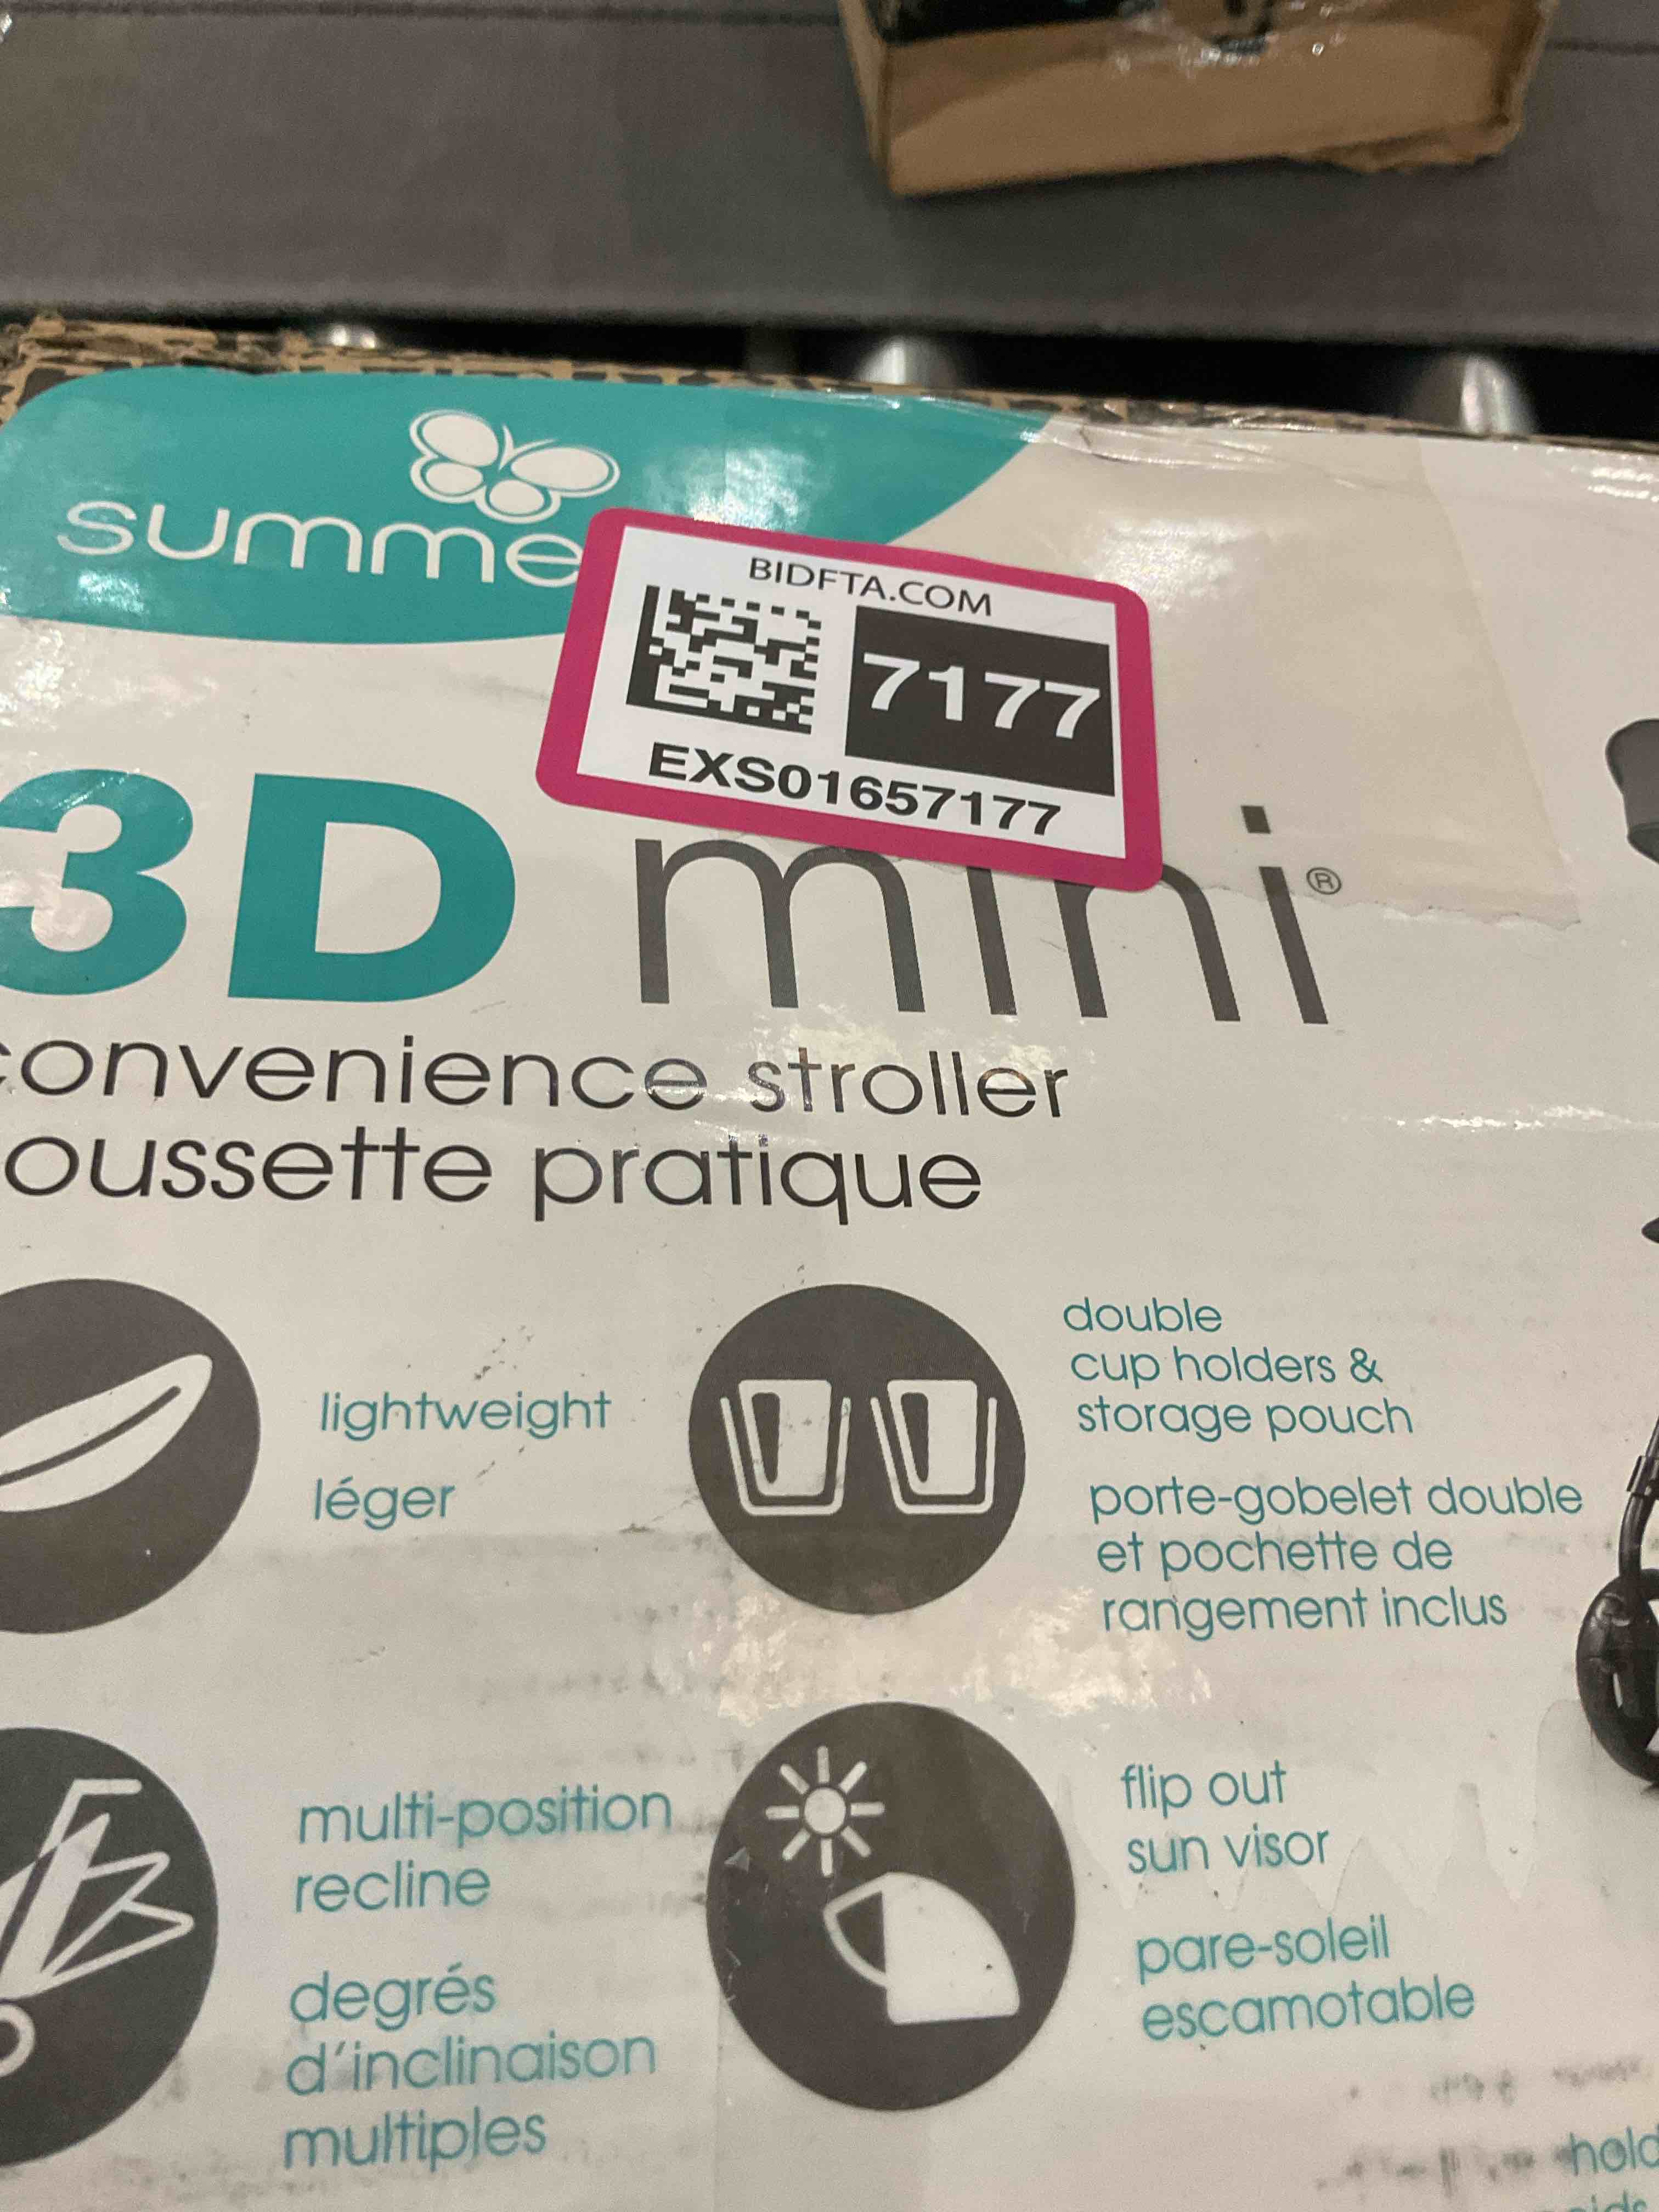 summe
BIDFTA.COM
7177
EXS01657177
3D mini®
convenience stroller
oussette pratique
lightweight
léger
double
cup holders &
storage pouch
porte-gobelet double
et pochette de
rangement inclus
multi-position
recline
degrés
d'inclinaison
multiples
flip out
sun visor
pare-soleil
escamotable
hold